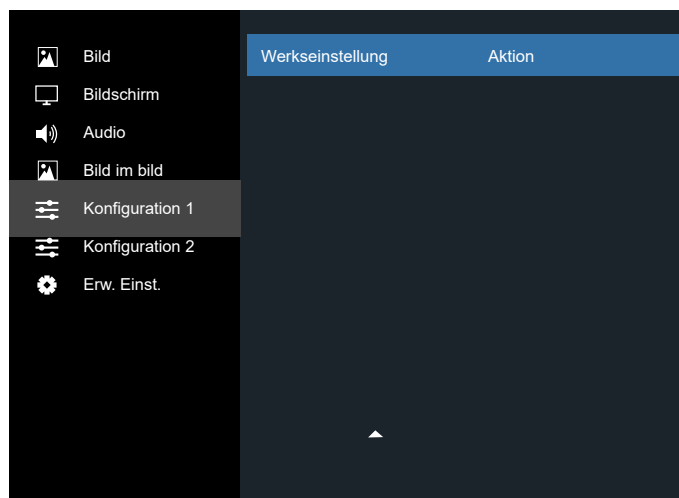 Bild
Werkseinstellung Aktion
Bildschirm
Audio
Bild im bild
Konfiguration 1
Konfiguration 2
Erw. Einst.